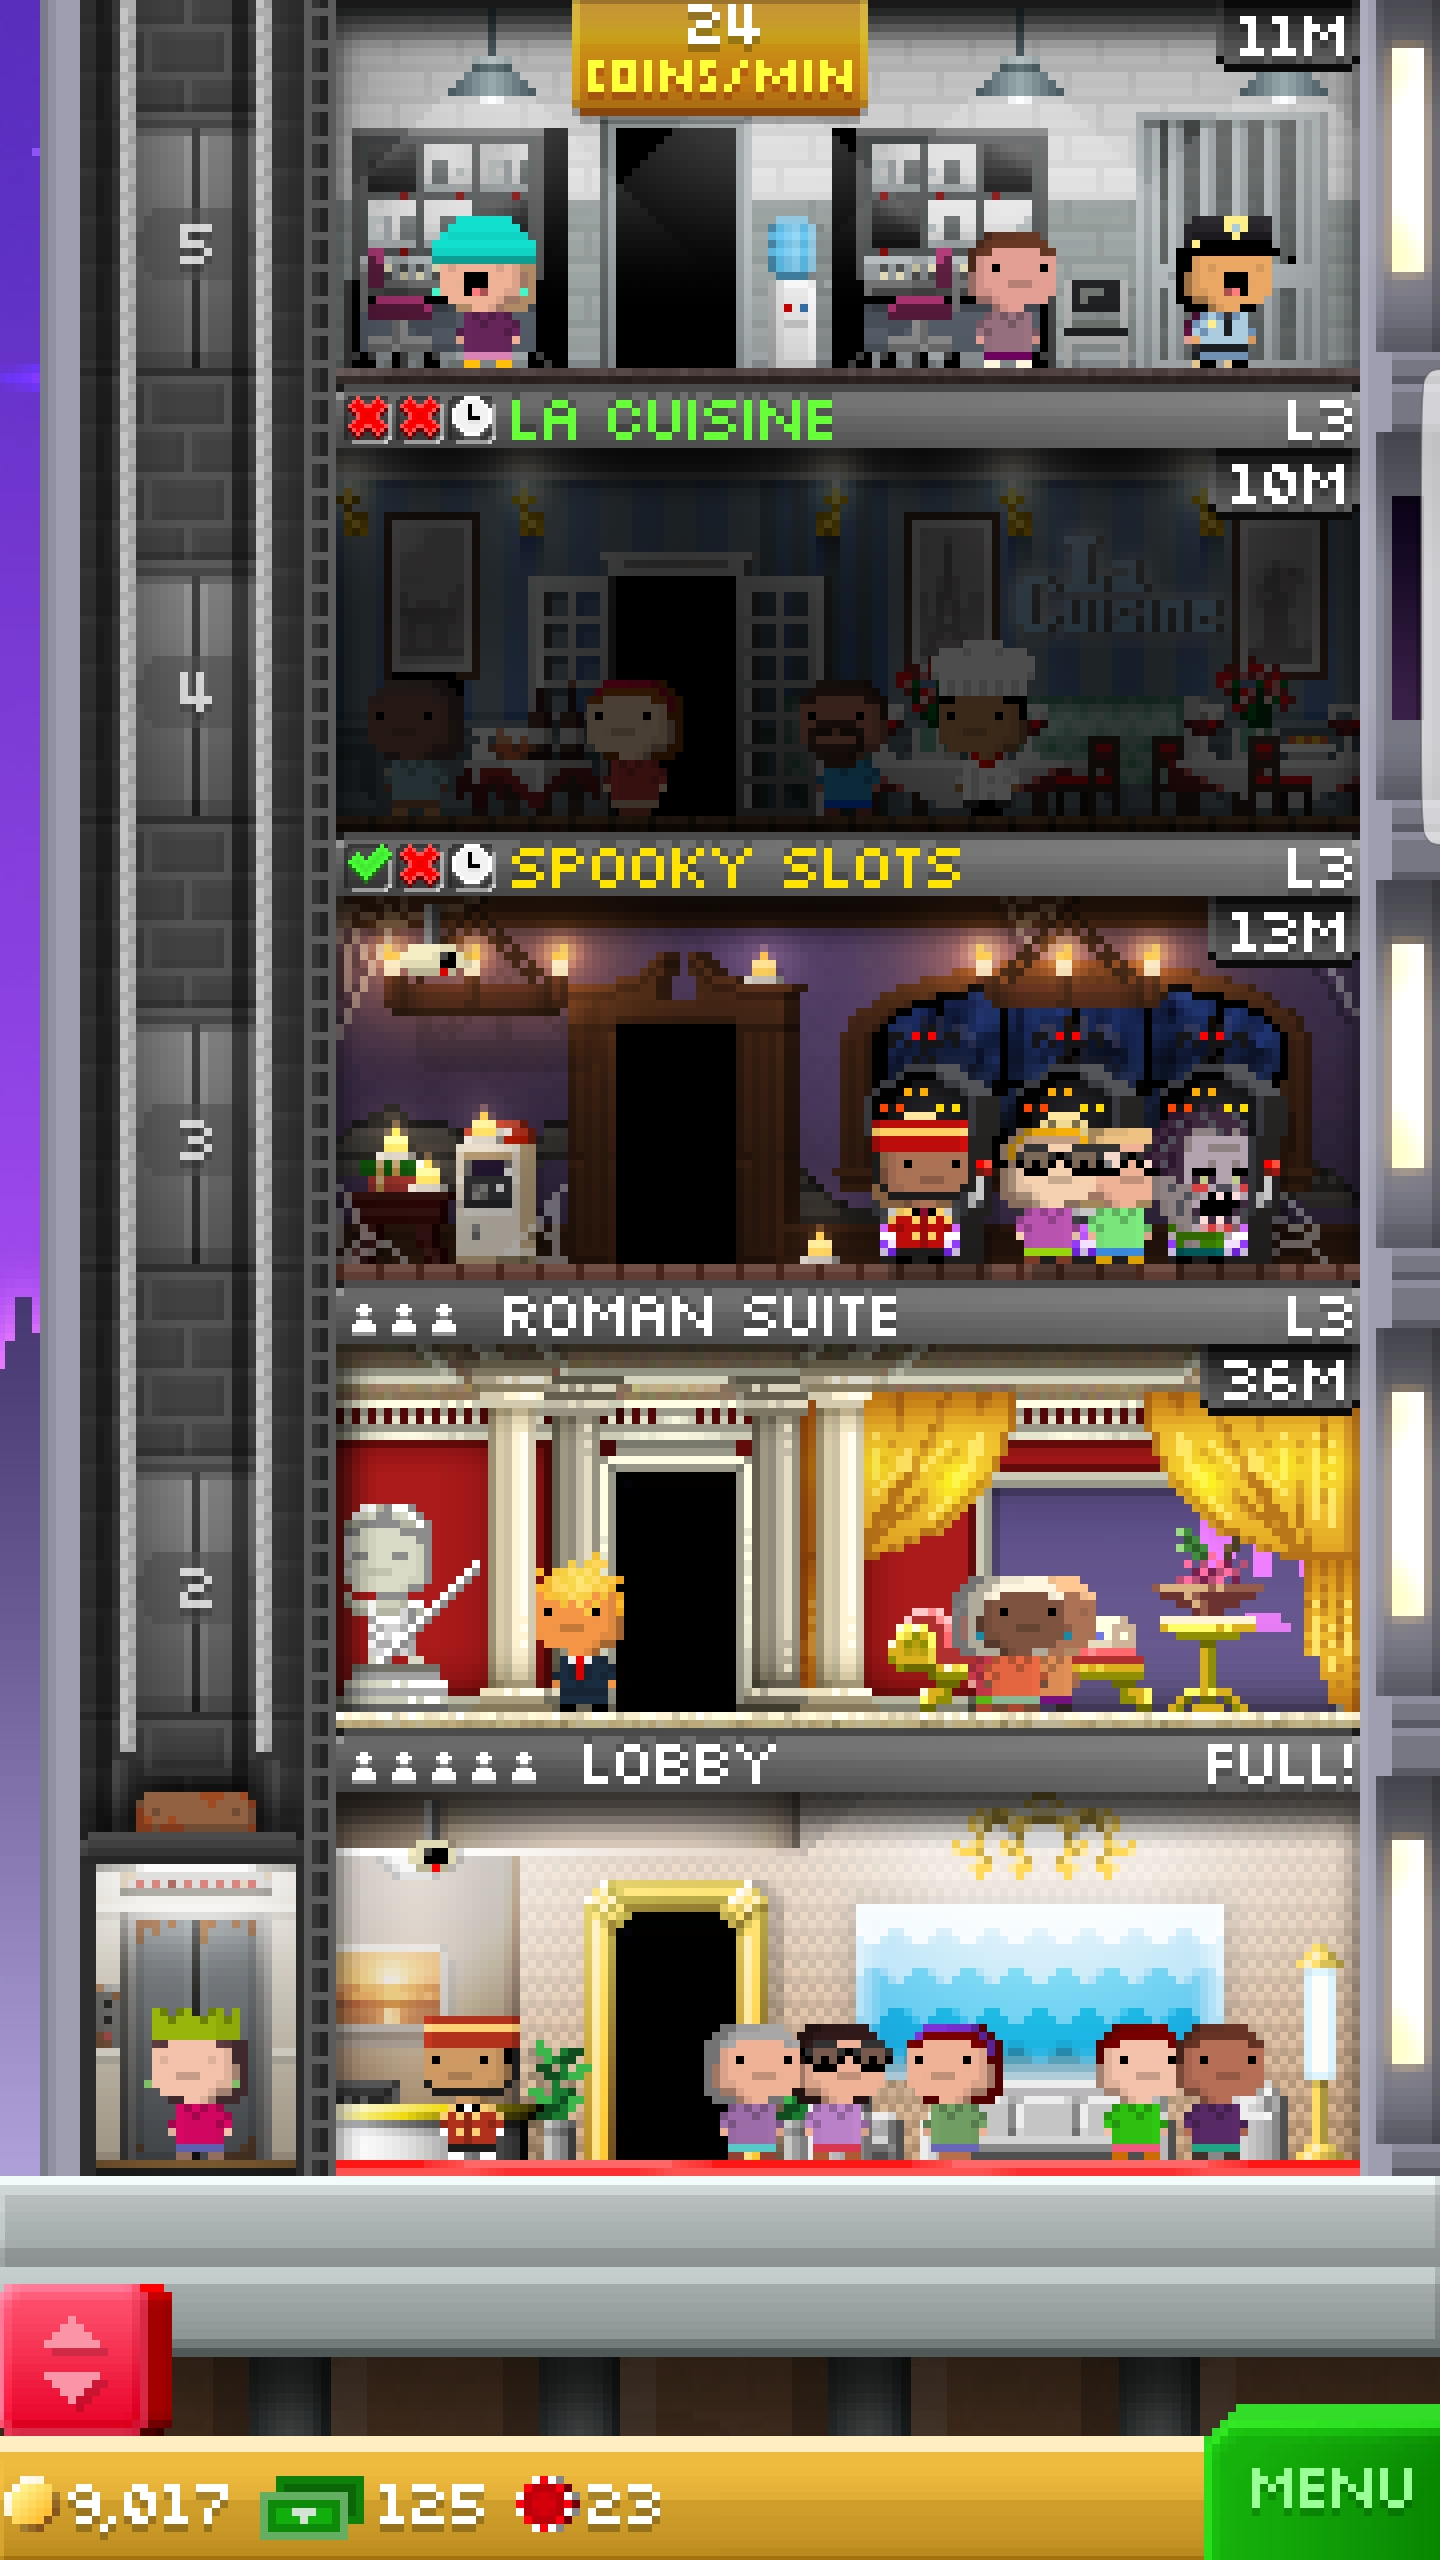 24
COINS/MIN
11M
5
LA CUISINE L3
10M
La
Cuisine
4
SPOOKY SLOTS L3
13M
3
ROMAN SUITE L3
36M
2
LOBBY FULL!
9,017 125 23
MENU